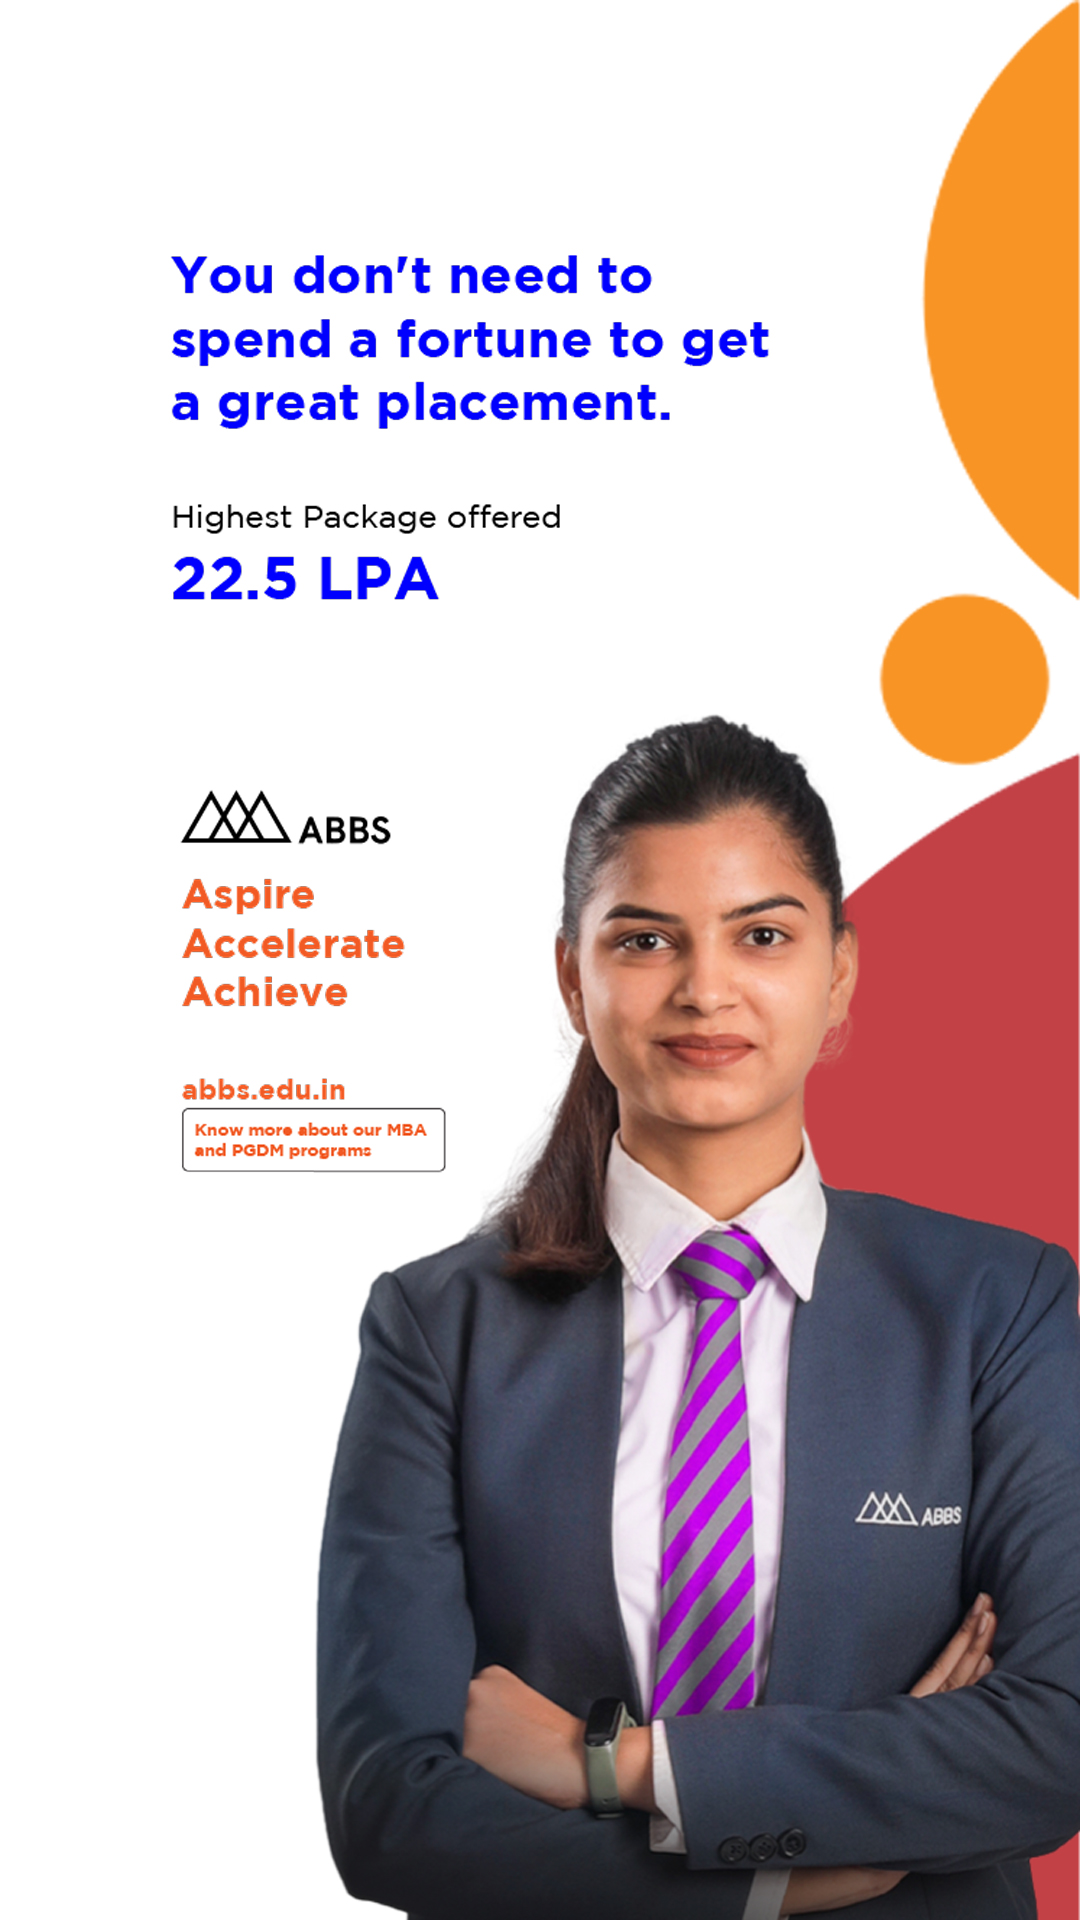 You don't need to
spend a fortune to get
a great placement.
Highest Package offered
22.5 LPA
ABBS
Aspire
Accelerate
Achieve
abbs.edu.in
Know more about our MBA
and PGDM programs
ABBS